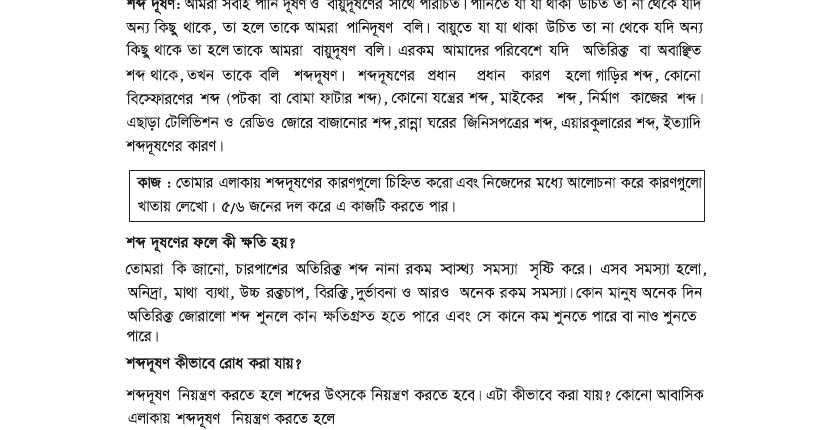 শব্দ দূষণ: আমরা সবাই পানি দূষণ ও বায়ুদূষণের সাথে পরিচিত। পানিতে যা যা থাকা উচিত তা না থেকে যদি
অন্য কিছু থাকে, তা হলে তাকে আমরা পানিদূষণ বলি। বায়ুতে যা যা থাকা উচিত তা না থেকে যদি অন্য
কিছু থাকে তা হলে তাকে আমরা বায়ুদূষণ বলি। এরকম আমাদের পরিবেশে যদি অতিরিক্ত বা অবাঞ্ছিত
শব্দ থাকে, তখন তাকে বলি শব্দদূষণ। শব্দদূষণের প্রধান প্রধান কারণ হলো গাড়ির শব্দ, কোনো
বিস্ফোরণের শব্দ (পটকা বা বোমা ফাটার শব্দ), কোনো যন্ত্রের শব্দ, মাইকের শব্দ, নির্মাণ কাজের শব্দ।
এছাড়া টেলিভিশন ও রেডিও জোরে বাজানোর শব্দ,রান্না ঘরের জিনিসপত্রের শব্দ, এয়ারকুলারের শব্দ, ইত্যাদি
শব্দদূষণের কারণ।
কাজ : তোমার এলাকায় শব্দদূষণের কারণগুলো চিহ্নিত করো এবং নিজেদের মধ্যে আলোচনা করে কারণগুলো
খাতায় লেখো। ৫/৬ জনের দল করে এ কাজটি করতে পার।
শব্দ দূষণের ফলে কী ক্ষতি হয়?
তোমরা কি জানো, চারপাশের অতিরিক্ত শব্দ নানা রকম স্বাস্থ্য সমস্যা সৃষ্টি করে। এসব সমস্যা হলো,
অনিদ্রা, মাথা ব্যথা, উচ্চ রক্তচাপ, বিরক্তি,দুর্ভাবনা ও আরও অনেক রকম সমস্যা।কোন মানুষ অনেক দিন
অতিরিক্ত জোরালো শব্দ শুনলে কান ক্ষতিগ্রস্ত হতে পারে এবং সে কানে কম শুনতে পারে বা নাও শুনতে
পারে।
শব্দদূষণ কীভাবে রোধ করা যায়?
শব্দদূষণ নিয়ন্ত্রণ করতে হলে শব্দের উৎসকে নিয়ন্ত্রণ করতে হবে। এটা কীভাবে করা যায়? কোনো আবাসিক
এলাকায় শব্দদূষণ নিয়ন্ত্রণ করতে হলে